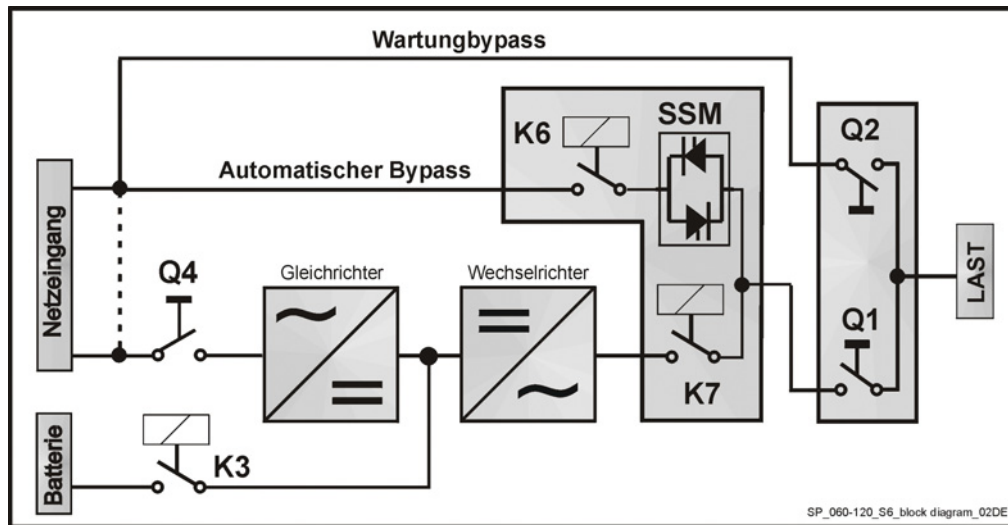 Wartungbypass
K6
SSM
Q2
Automatischer Bypass
Netzeingang
Q4
Gleichrichter
Wechselrichter
LAST
Q1
K7
Batterie
K3
SP_060-120_S6_block diagram_02DE